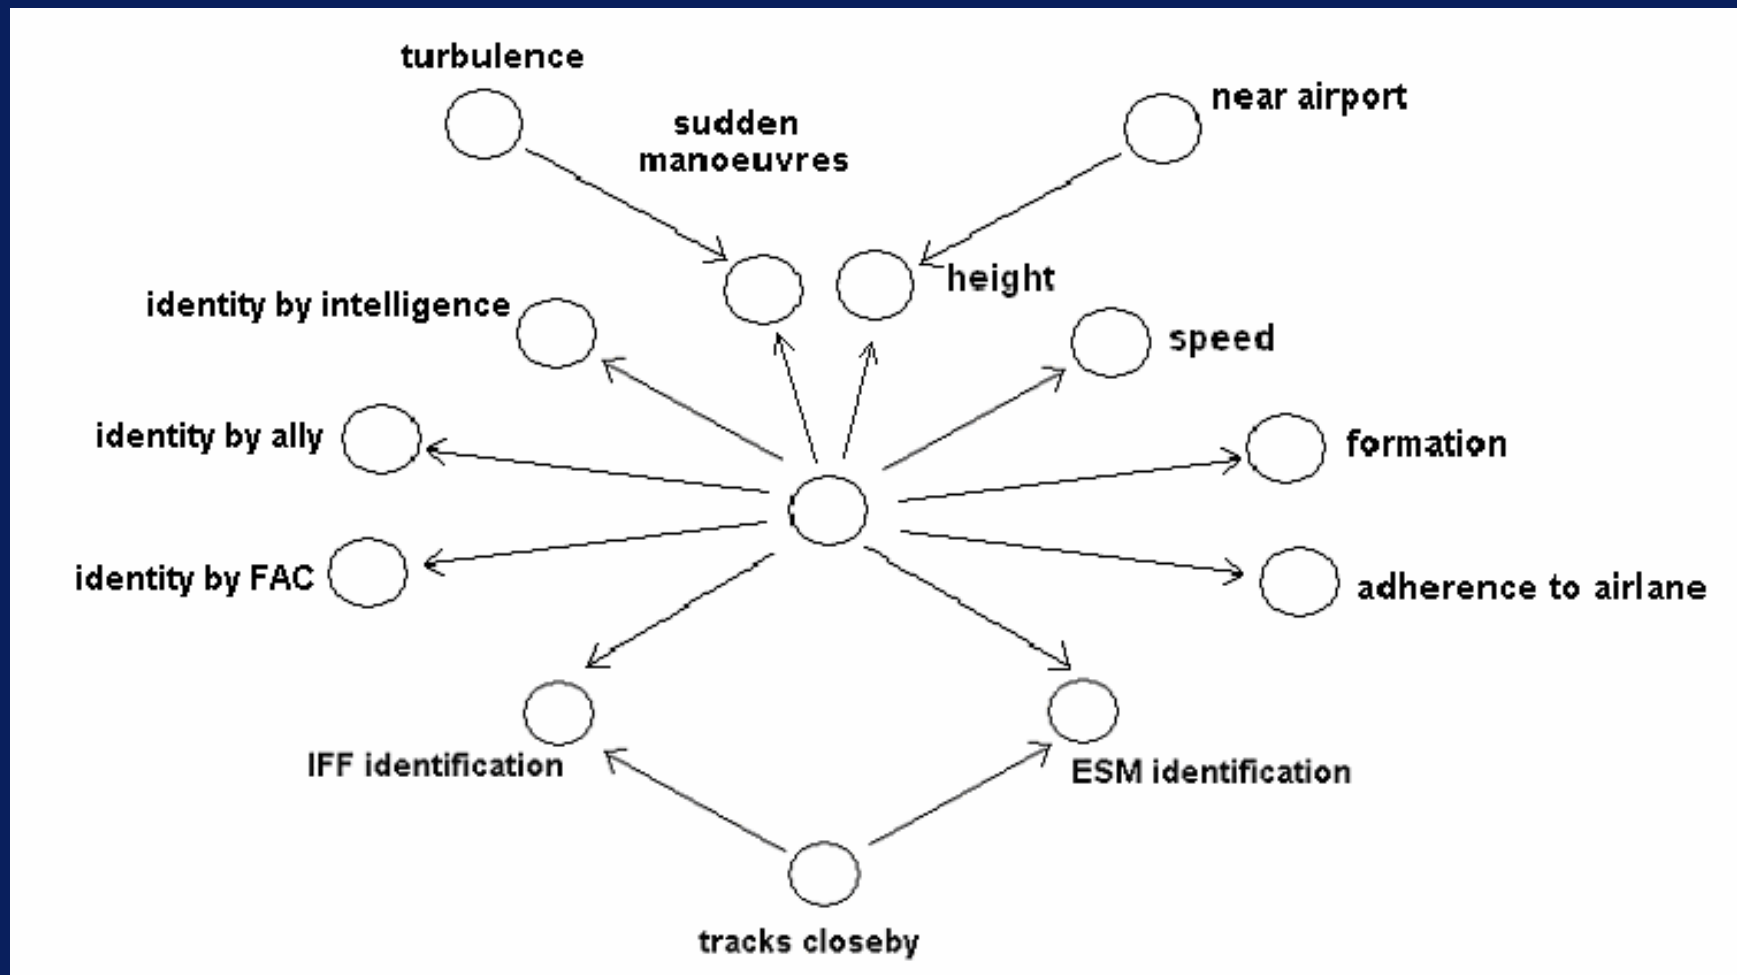 turbulence
near airport
sudden
manoeuvres
height
identity by intelligence
speed
identity by ally
formation
identity by FAC
adherence to airlane
IFF identification
ESM identification
tracks closeby